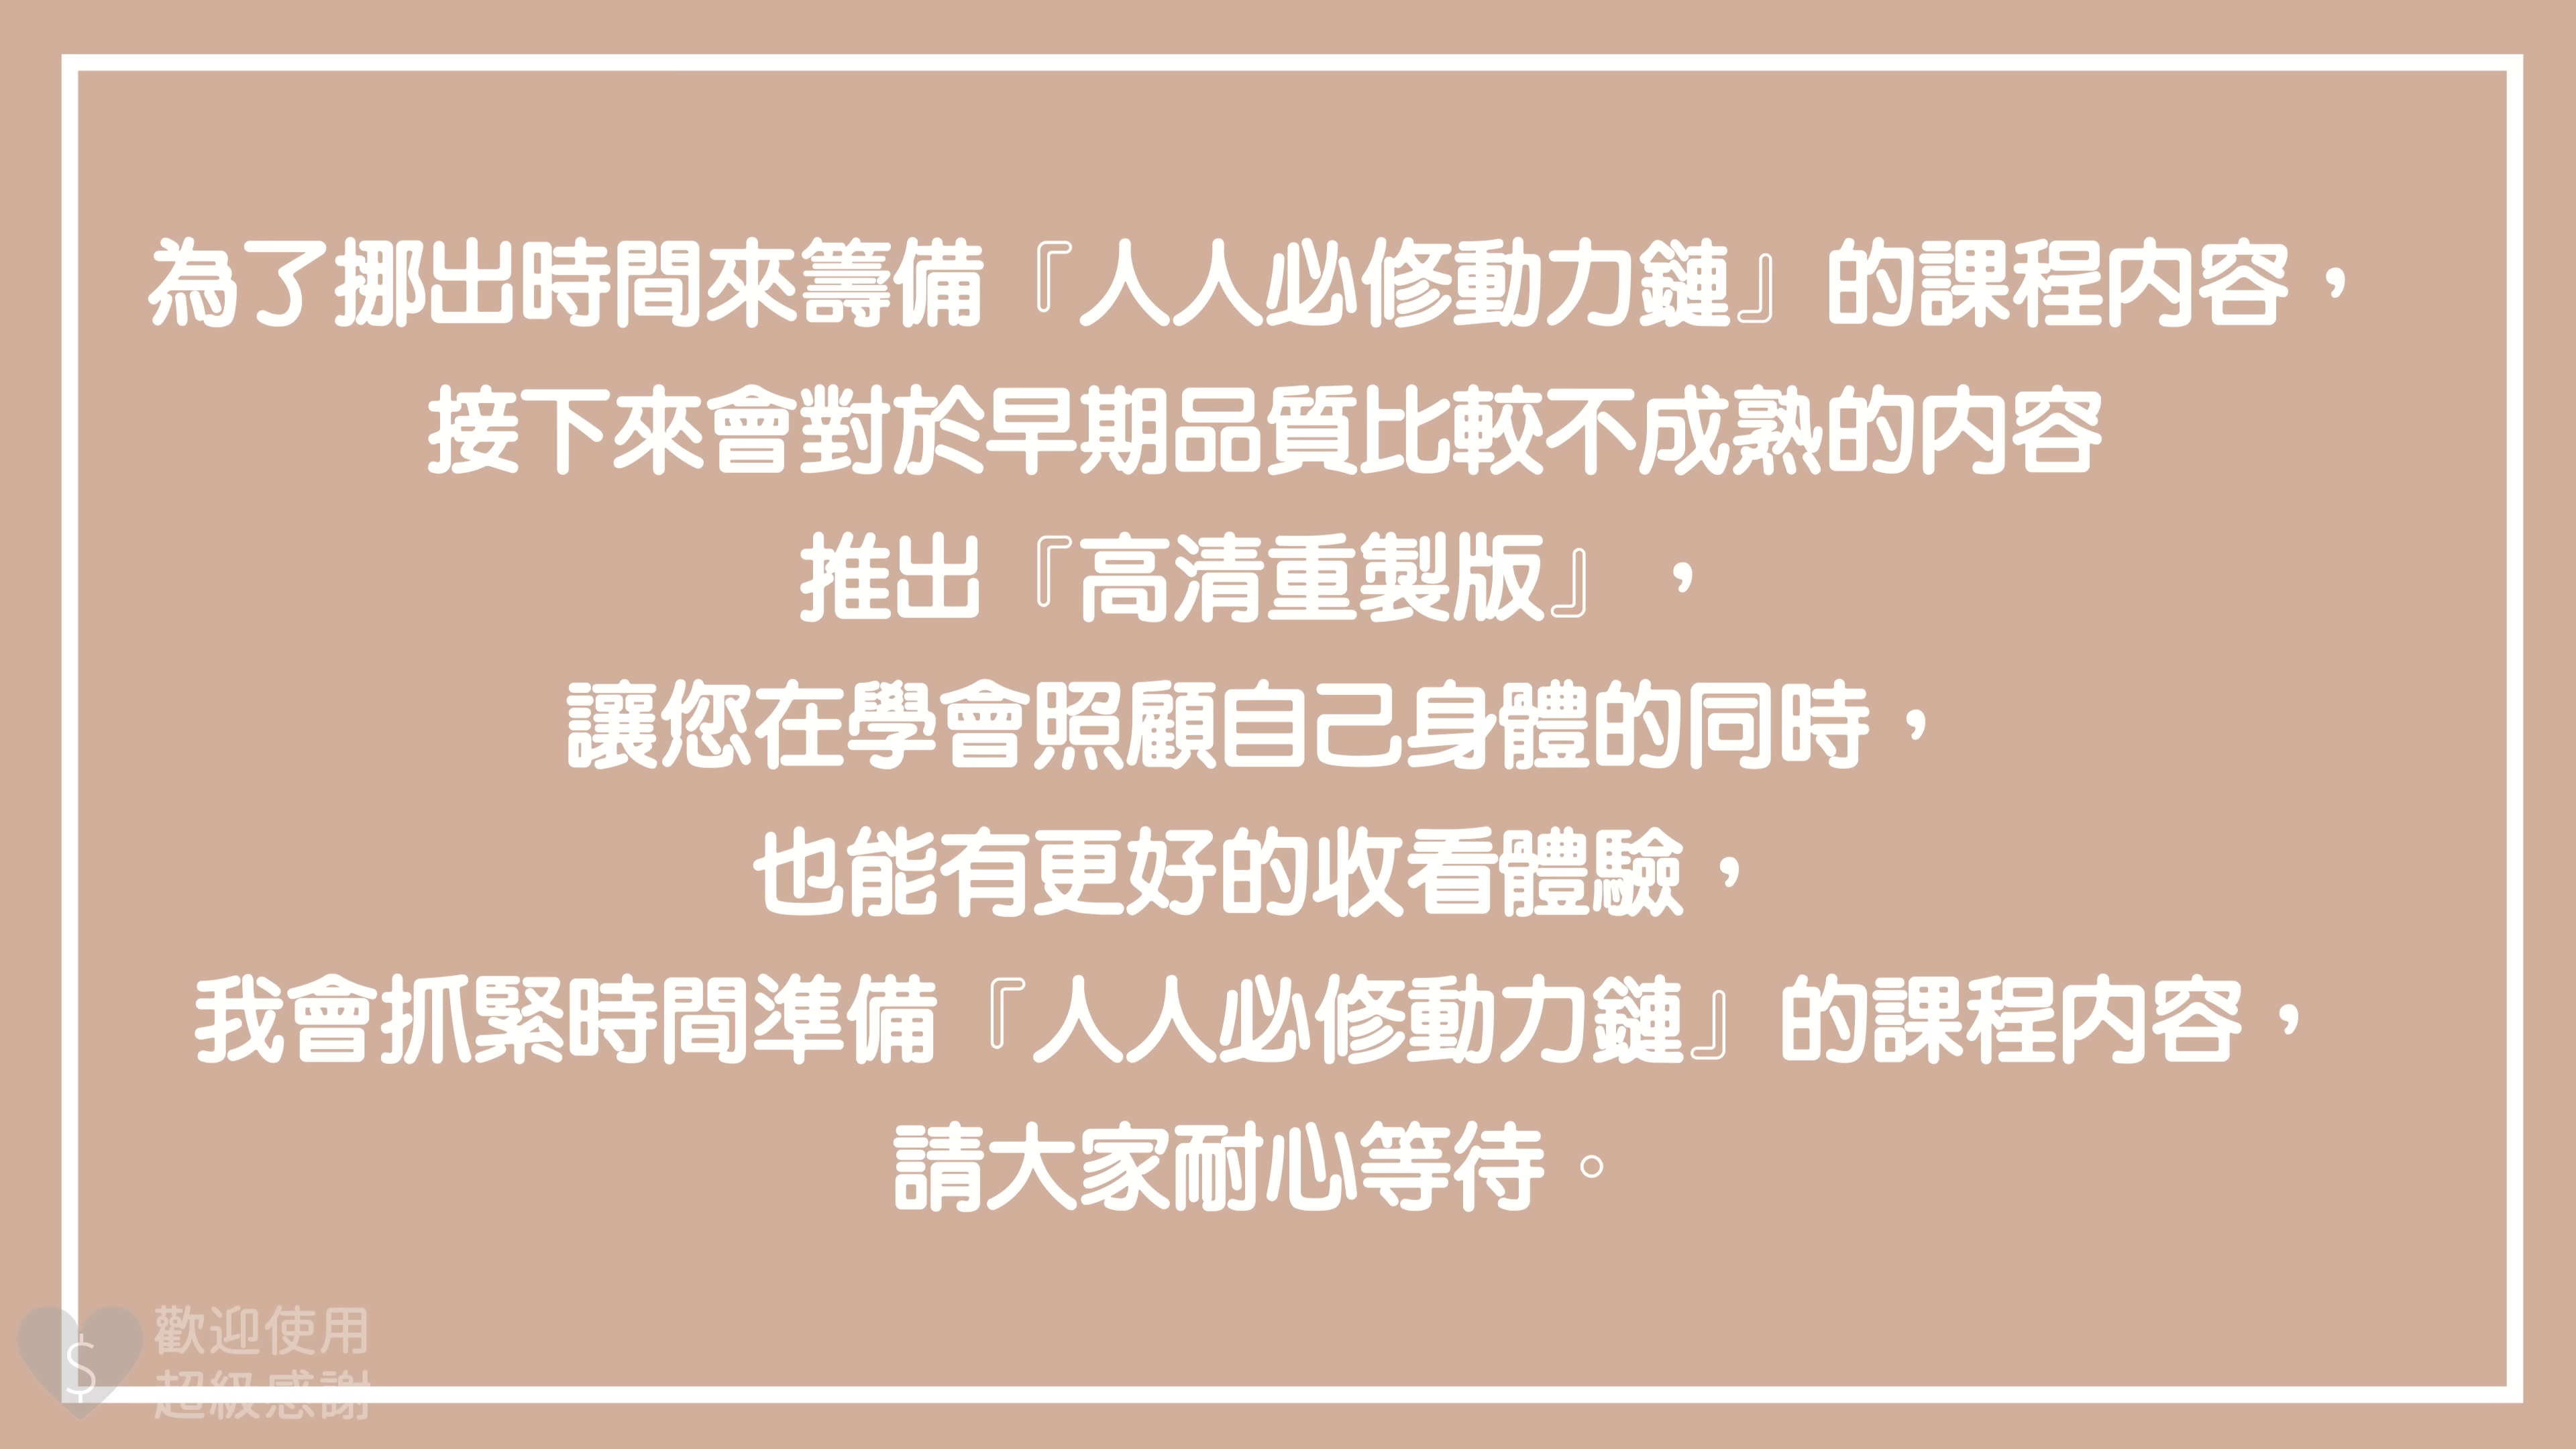 為了挪出時間來籌備『人人必修動力鏈』的課程內容，
接下來會對於早期品質比較不成熟的內容
推出『高清重製版』，
讓您在學會照顧自己身體的同時，
也能有更好的收看體驗，
我會抓緊時間準備『人人必修動力鏈』的課程內容，
請大家耐心等待。
$
歡迎使用
超級感謝